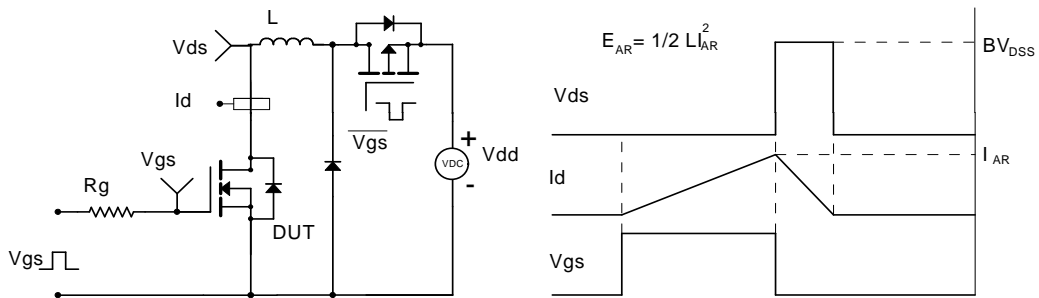 L
Vds
Id
Vgs
Rg
Vgs
DUT
Vgs
+
VDC
Vdd
-
E_AR= 1/2 LI_AR^2
BV_DSS
Vds
I_AR
Id
Vgs